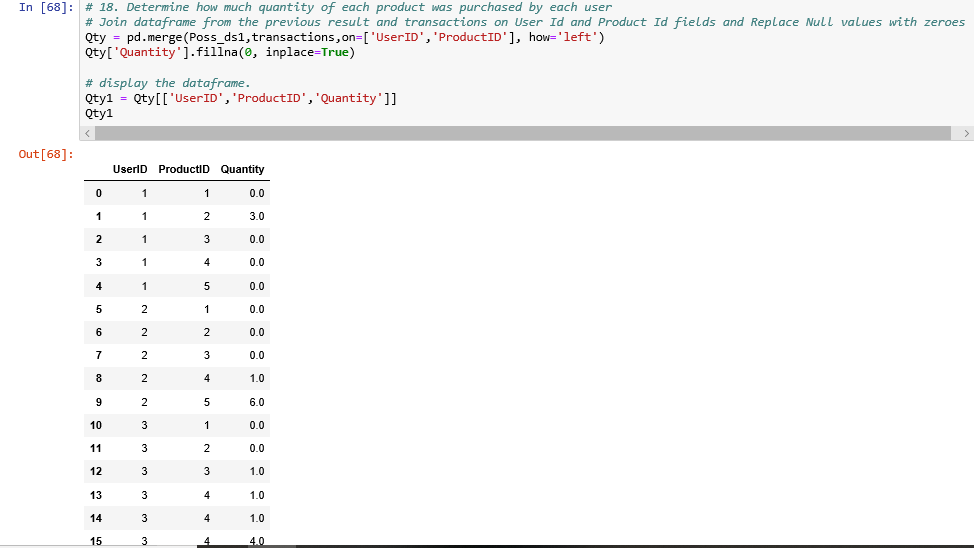 In [68]: # 18. Determine how much quantity of each product was purchased by each user
# Join dataframe from the previous result and transactions on User Id and Product Id fields and Replace Null values with zeroes
Qty = pd.merge(Poss_ds1,transactions,on=['UserID','ProductID'], how='left')
Qty['Quantity'].fillna(0, inplace=True)
# display the dataframe.
Qty1 = Qty[['UserID','ProductID','Quantity']]
Qty1
Out[68]:
UserID ProductID Quantity
0 1 1 0.0
1 1 2 3.0
2 1 3 0.0
3 1 4 0.0
4 1 5 0.0
5 2 1 0.0
6 2 2 0.0
7 2 3 0.0
8 2 4 1.0
9 2 5 6.0
10 3 1 0.0
11 3 2 0.0
12 3 3 1.0
13 3 4 1.0
14 3 4 1.0
15 3 4 4.0